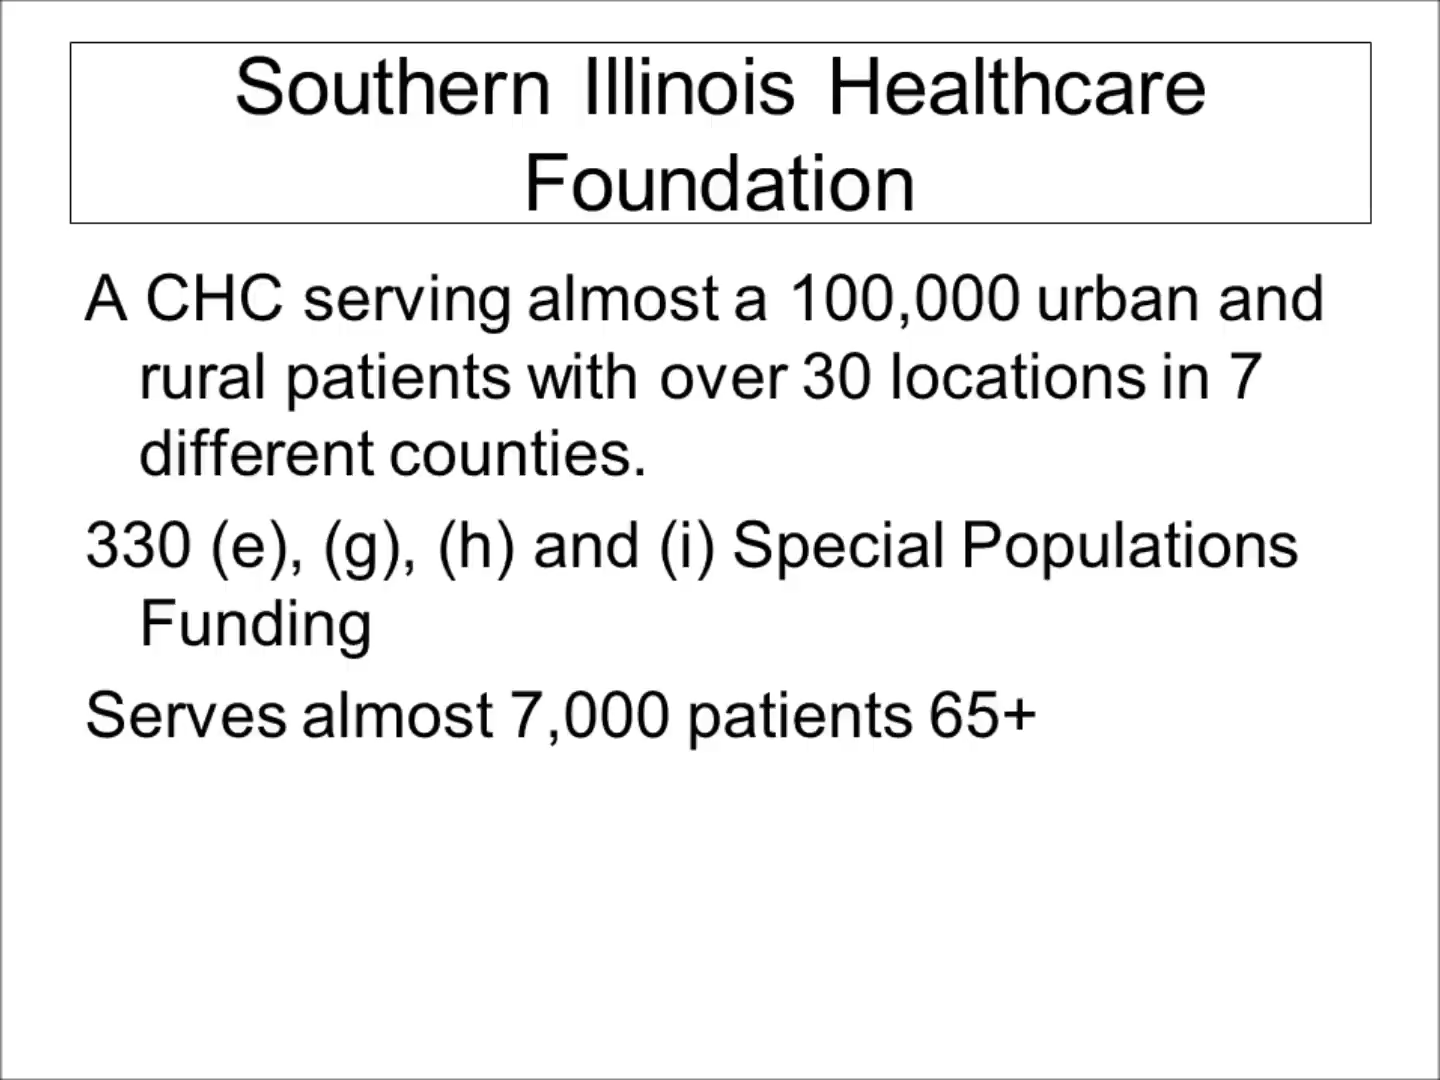 Southern Illinois Healthcare
Foundation
A CHC serving almost a 100,000 urban and
rural patients with over 30 locations in 7
different counties.
330 (e), (g), (h) and (i) Special Populations
Funding
Serves almost 7,000 patients 65+